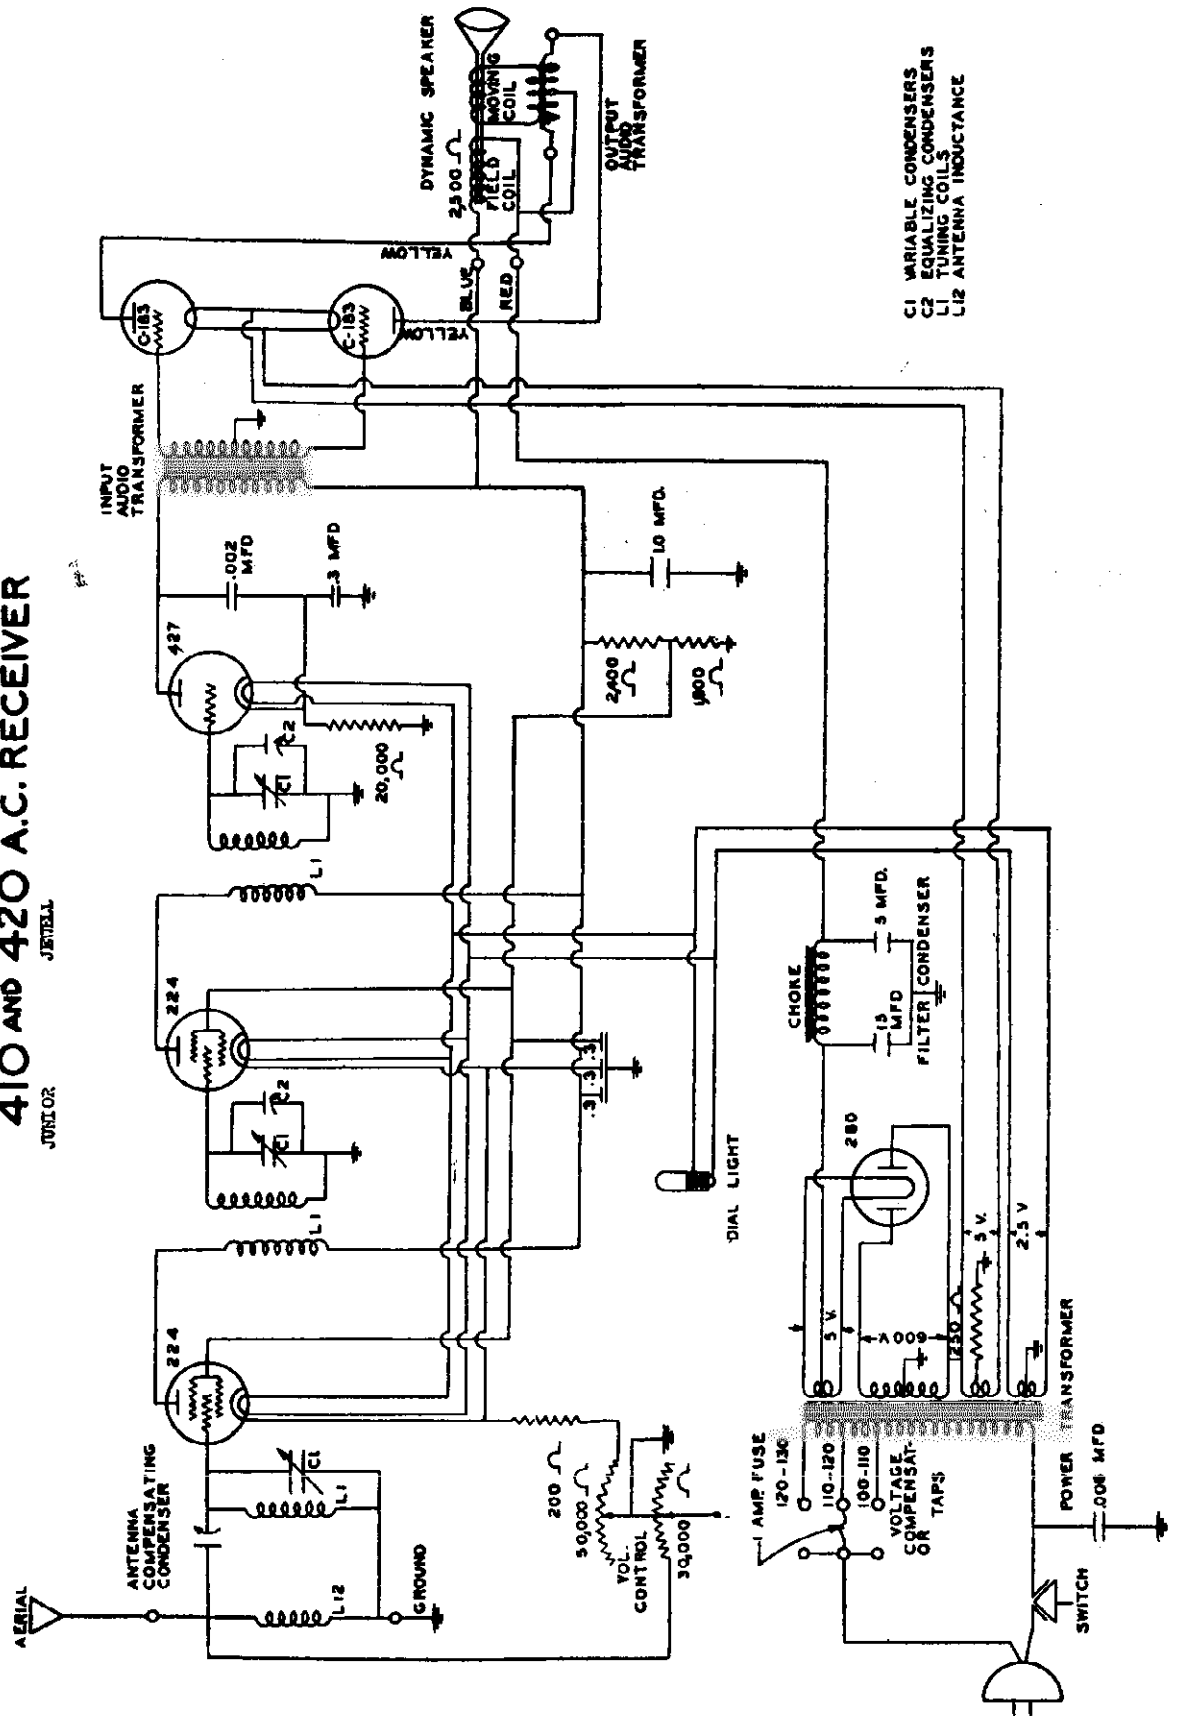 410 AND 420 A.C. RECEIVER
JUNIOR
JEWELL
AERIAL
ANTENNA
COMPENSATING
CONDENSER
L12
GROUND
L1
C1
224
L1
L1
C1
C2
224
L1
C1
C2
427
20,000
.002
MFD
.3 MFD
INPUT
AUDIO
TRANSFORMER
C-183
C-183
YELLOW
YELLOW
BLUE
RED
DYNAMIC SPEAKER
2,500
FIELD
COIL
MOVING
COIL
OUTPUT
AUDIO
TRANSFORMER
200
50,000
VOL.
CONTROL
30,000
.3
.3
.3
2,400
1,800
1.0 MFD.
DIAL LIGHT
1 AMP. FUSE
120-130
110-120
100-110
VOLTAGE
COMPENSAT-
OR TAPS
SWITCH
POWER TRANSFORMER
5 V.
600 V
1250
5 V.
2.5 V
280
CHOKE
1.5
MFD
.5 MFD.
FILTER CONDENSER
C1 VARIABLE CONDENSERS
C2 EQUALIZING CONDENSERS
L1 TUNING COILS
L12 ANTENNA INDUCTANCE